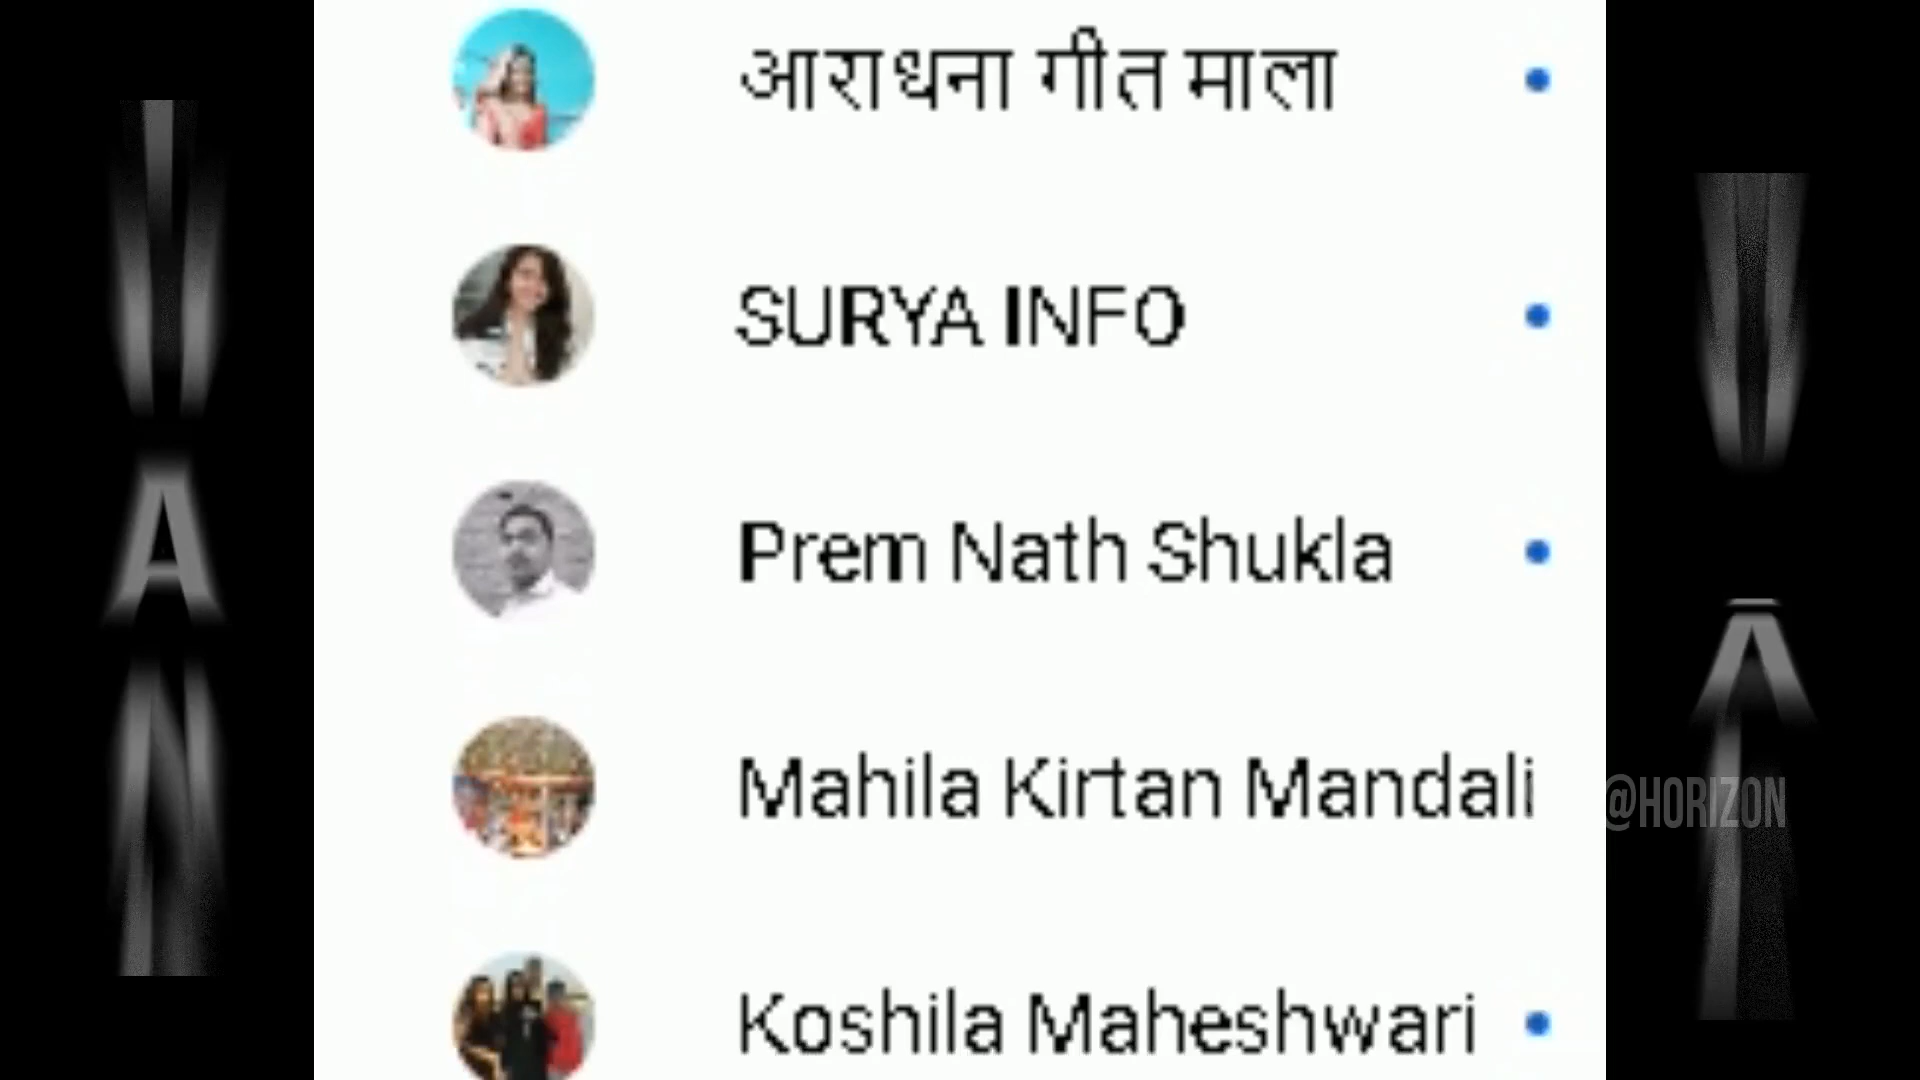 आराधना गीत माला
SURYA INFO
Prem Nath Shukla
Mahila Kirtan Mandali
@HORIZON
Koshila Maheshwari